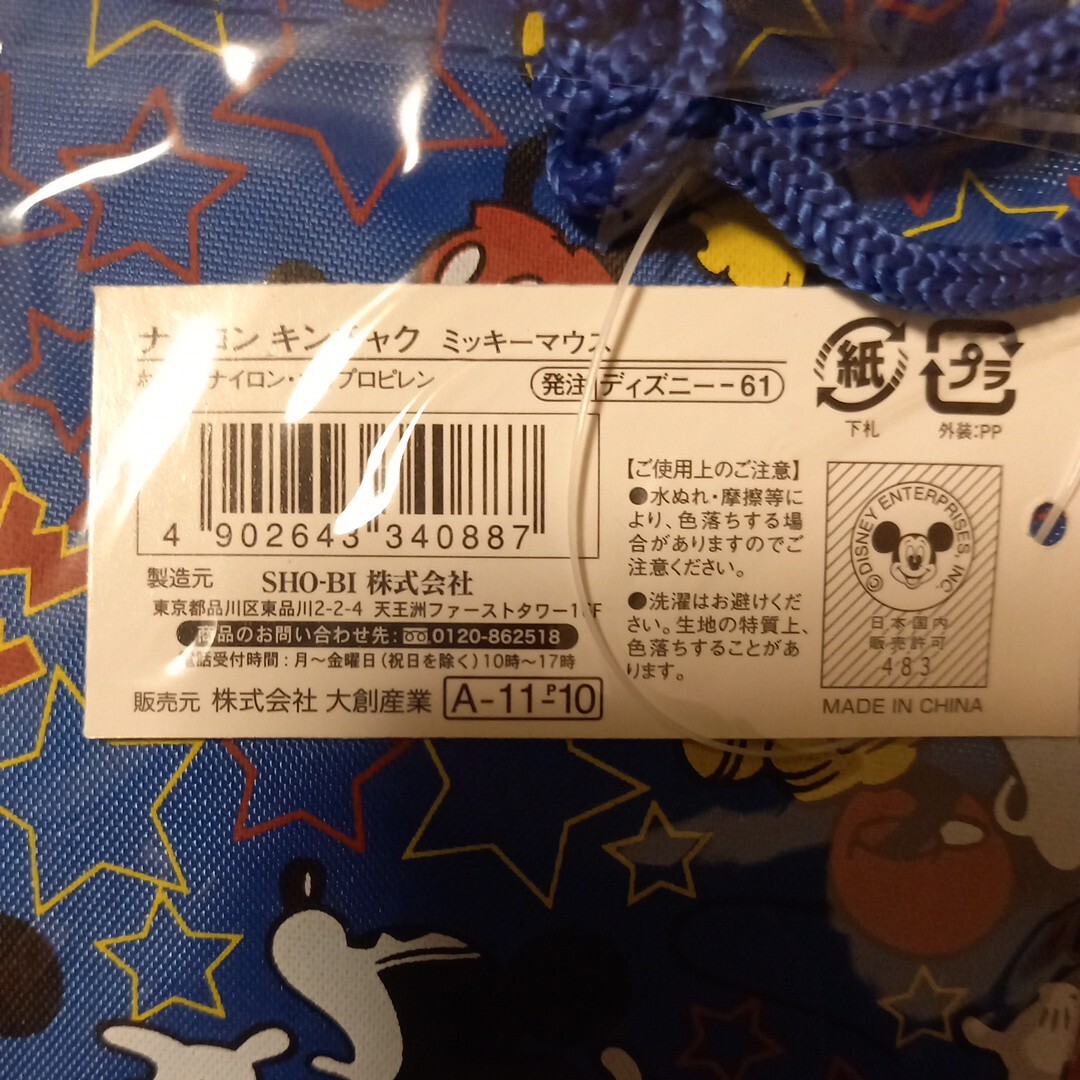 ナイロン キンチャク ミッキーマウス
ナイロン・ プロピレン
発注 ディズニー-61
4 902643 340887
製造元 SHO-BI 株式会社
東京都品川区東品川2-2-4 天王洲ファーストタワー
商品のお問い合わせ先: 0120-862518
電話受付時間:月~金曜日(祝日を除く)10時~17時
販売元 株式会社 大創産業 A-11-P10
紙
下札
プラ
外装:PP
【ご使用上のご注意】
●水ぬれ・摩擦等に
より、色落ちする場
合がありますのでご
注意ください。
●洗濯はお避けくだ
さい。生地の特質上、
色落ちすることがあ
ります。
©DISNEY ENTERPRISES, INC.
日本国内
販売許可
483
MADE IN CHINA